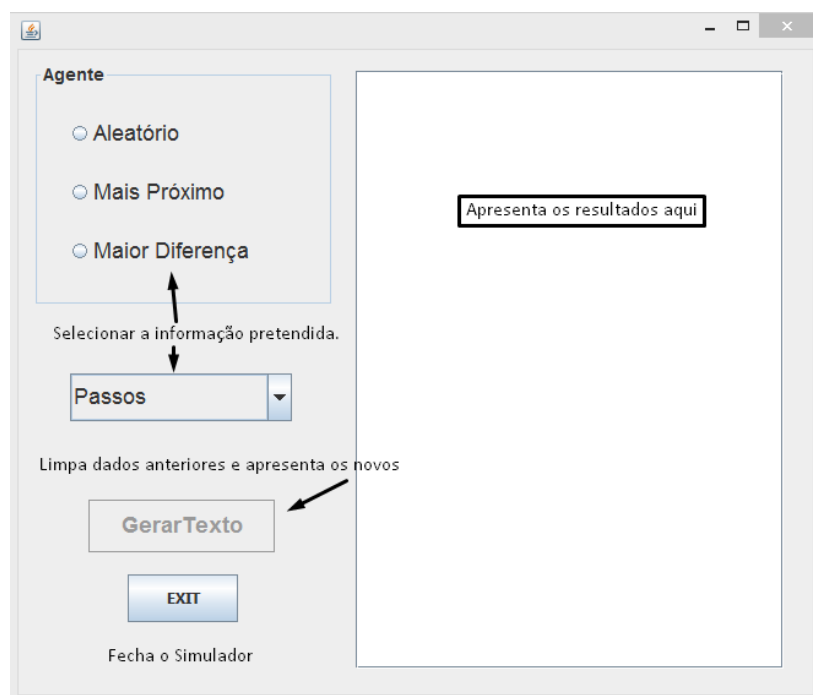 Agente
Aleatório
Mais Próximo
Maior Diferença
Apresenta os resultados aqui
Selecionar a informação pretendida.
Passos
Limpa dados anteriores e apresenta os novos
GerarTexto
EXIT
Fecha o Simulador